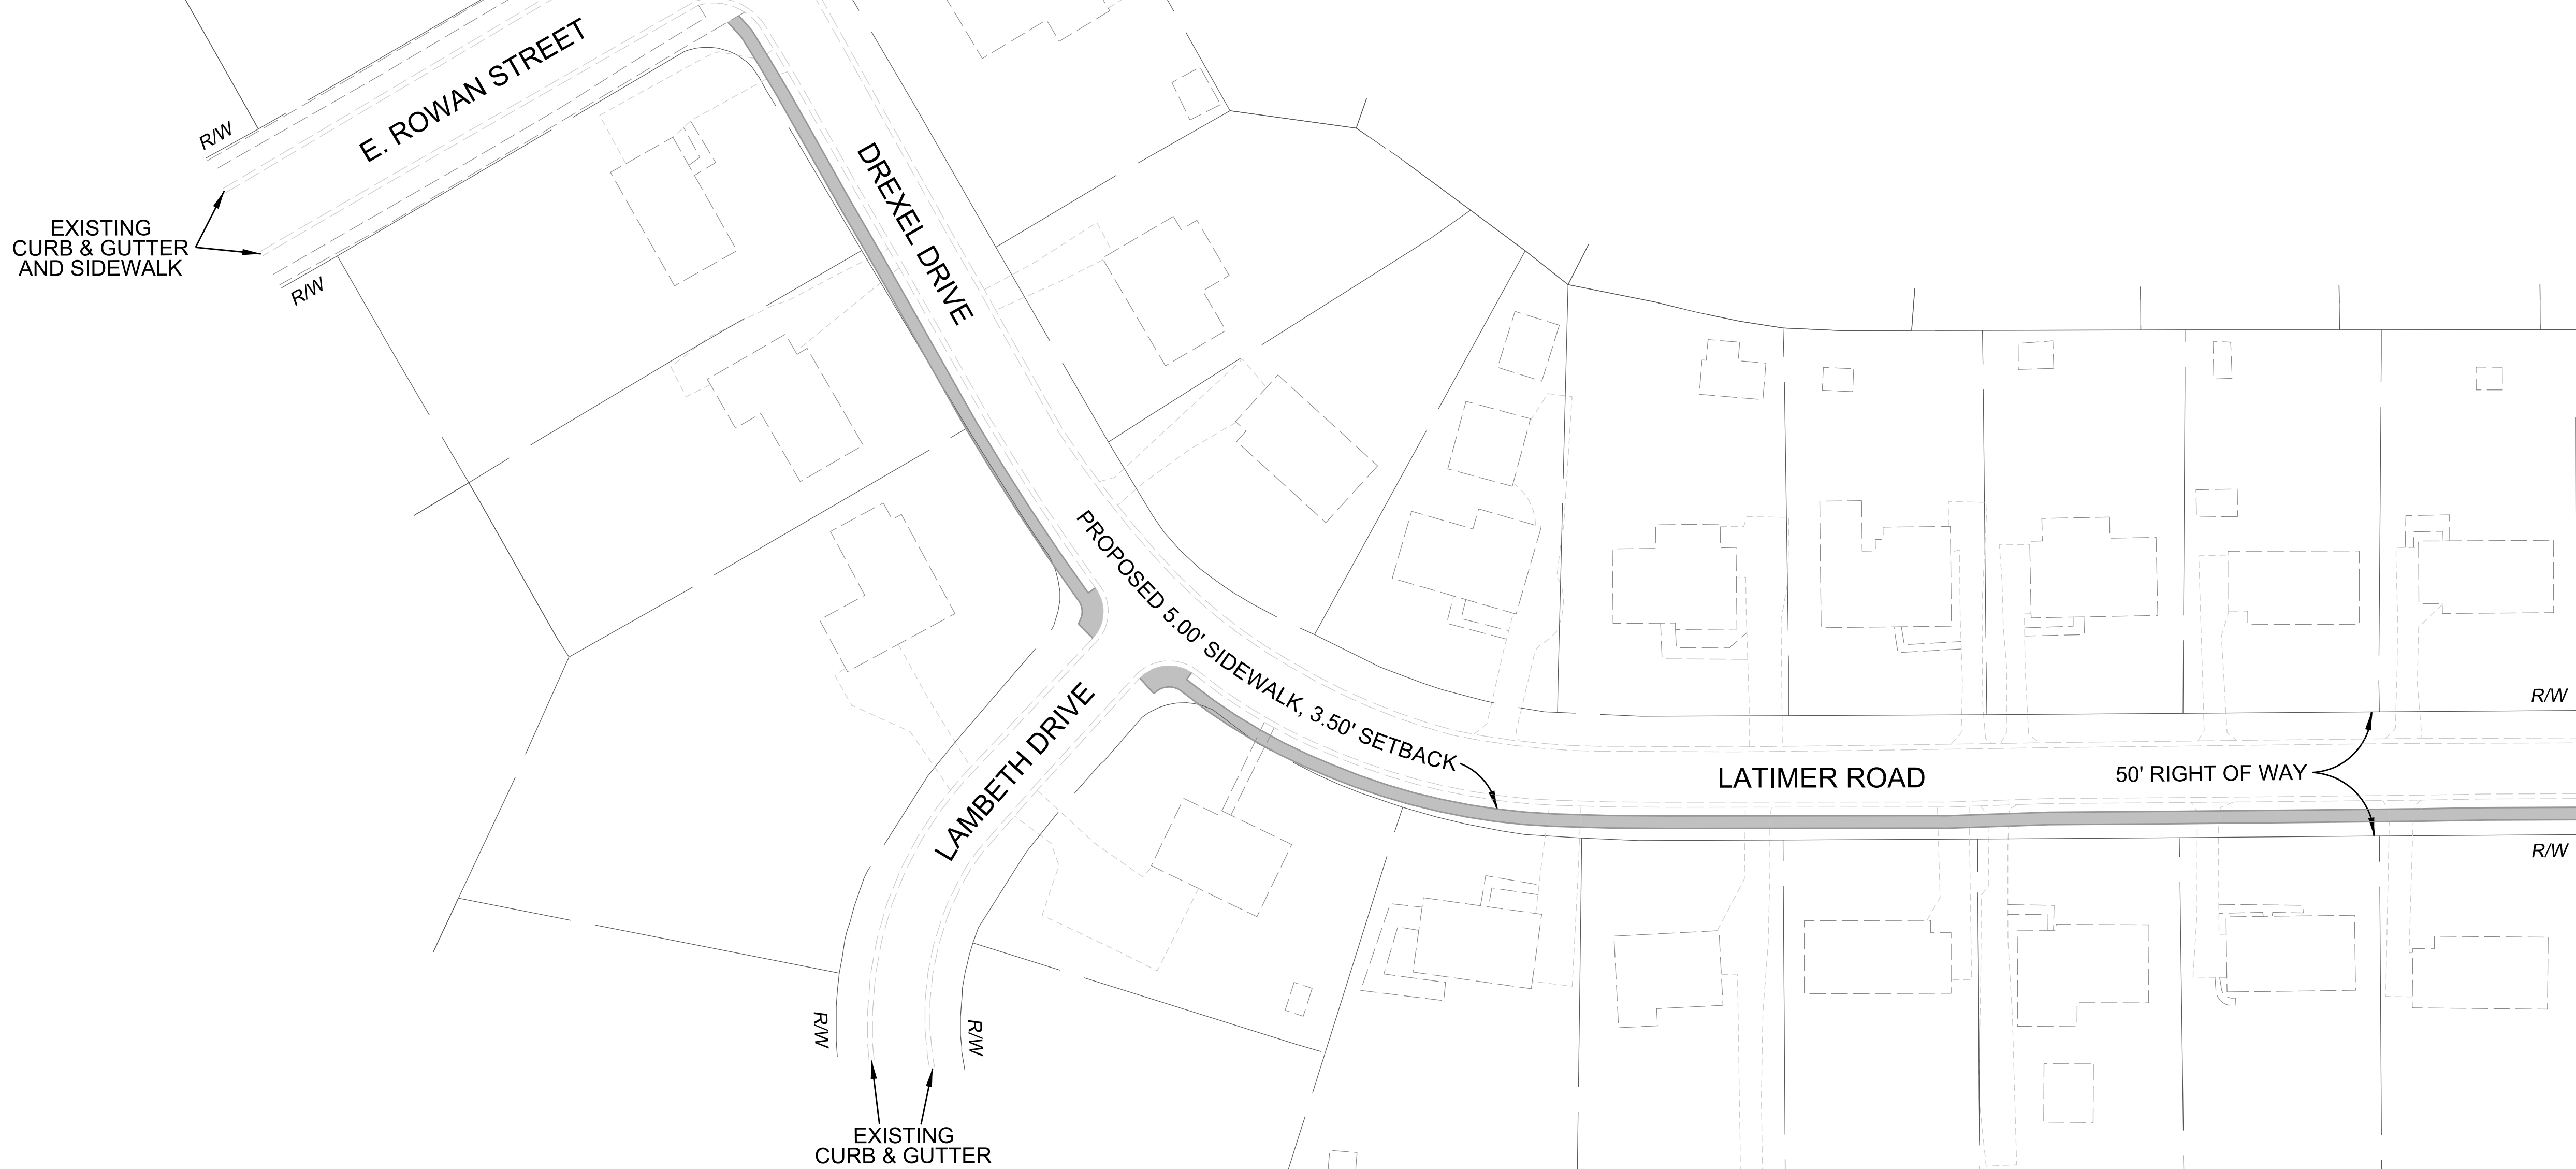 E. ROWAN STREET
R/W
R/W
EXISTING
CURB & GUTTER
AND SIDEWALK
DREXEL DRIVE
PROPOSED 5.00' SIDEWALK, 3.50' SETBACK
LAMBETH DRIVE
LATIMER ROAD
50' RIGHT OF WAY
R/W
R/W
R/W
R/W
EXISTING
CURB & GUTTER